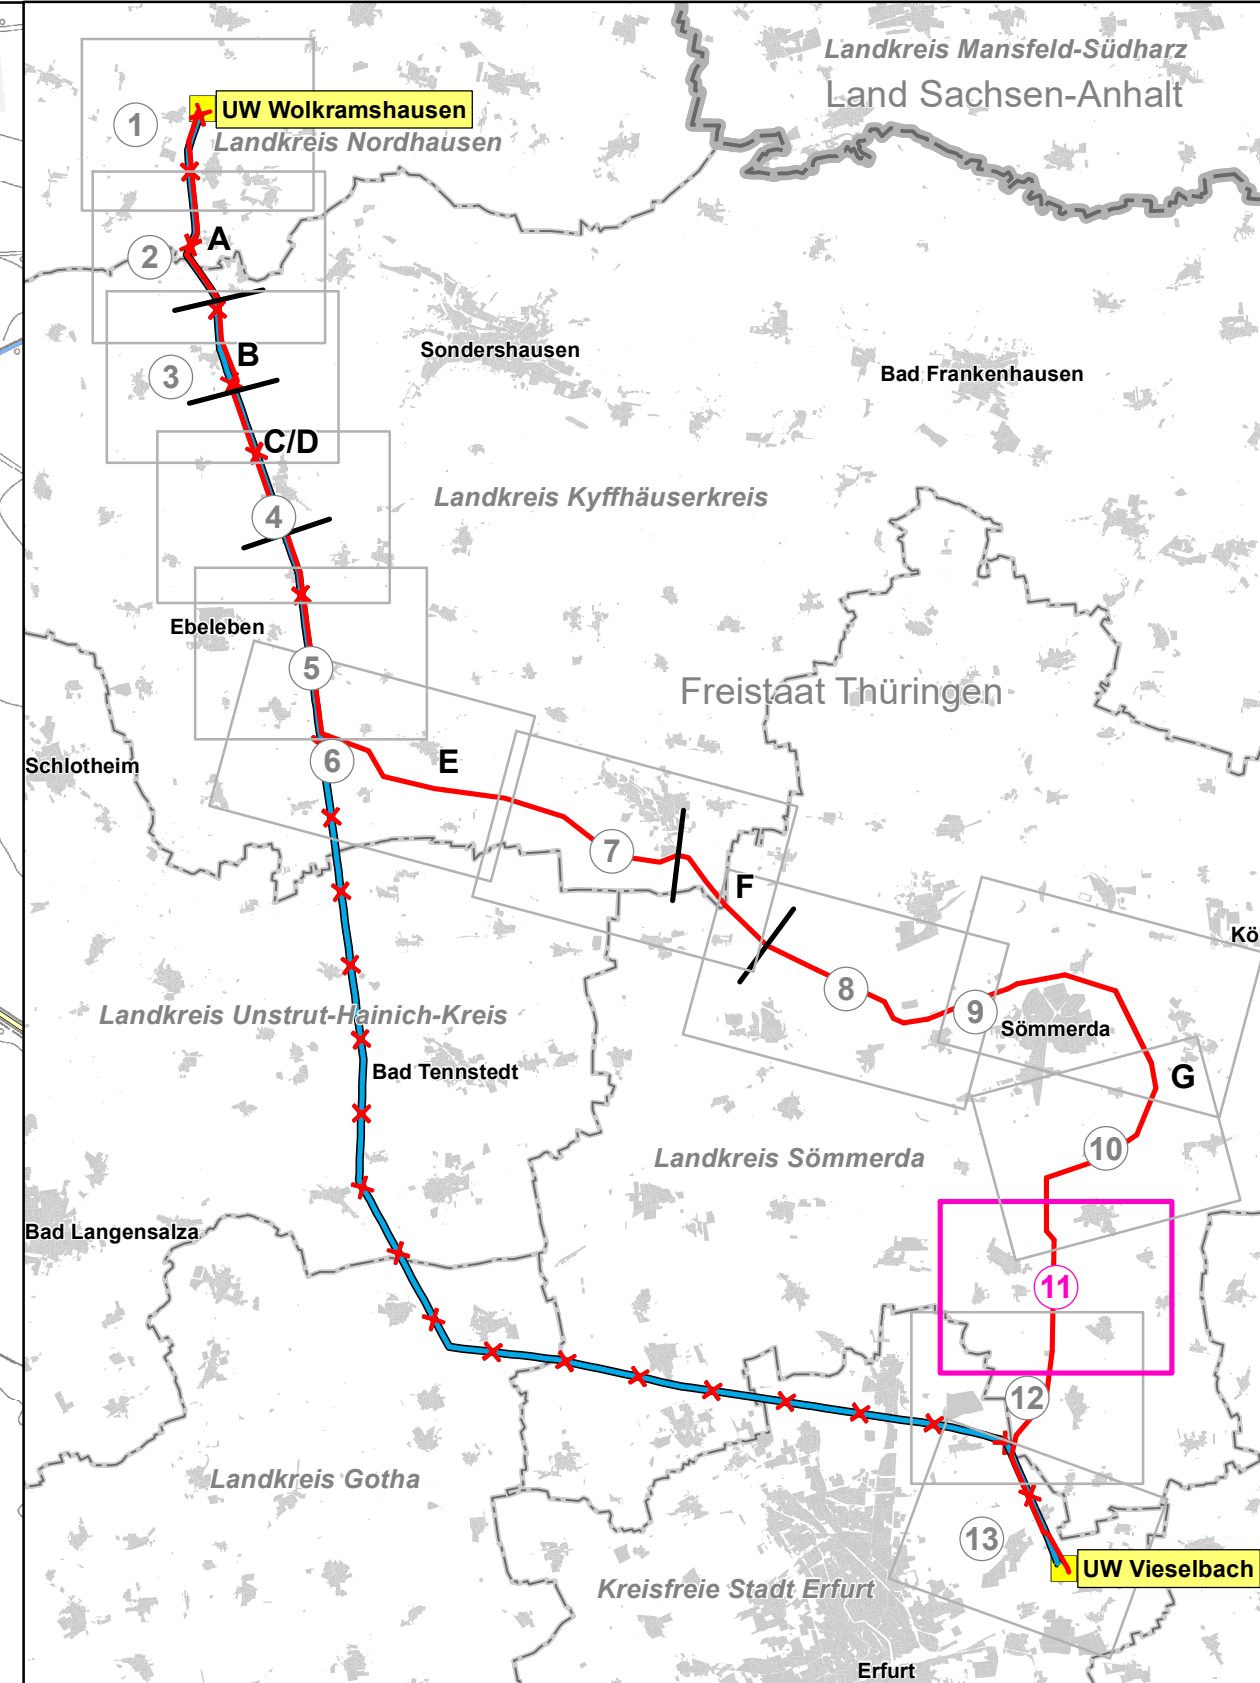 Landkreis Mansfeld-Südharz
Land Sachsen-Anhalt
UW Wolkramshausen
1
Landkreis Nordhausen
A
2
B
Sondershausen
3
Bad Frankenhausen
C/D
Landkreis Kyffhäuserkreis
4
Ebeleben
5
Freistaat Thüringen
Schlotheim
6
E
7
F
Kö
8
9
Landkreis Unstrut-Hainich-Kreis
Sömmerda
Bad Tennstedt
G
10
Landkreis Sömmerda
Bad Langensalza
11
12
Landkreis Gotha
13
UW Vieselbach
Kreisfreie Stadt Erfurt
Erfurt